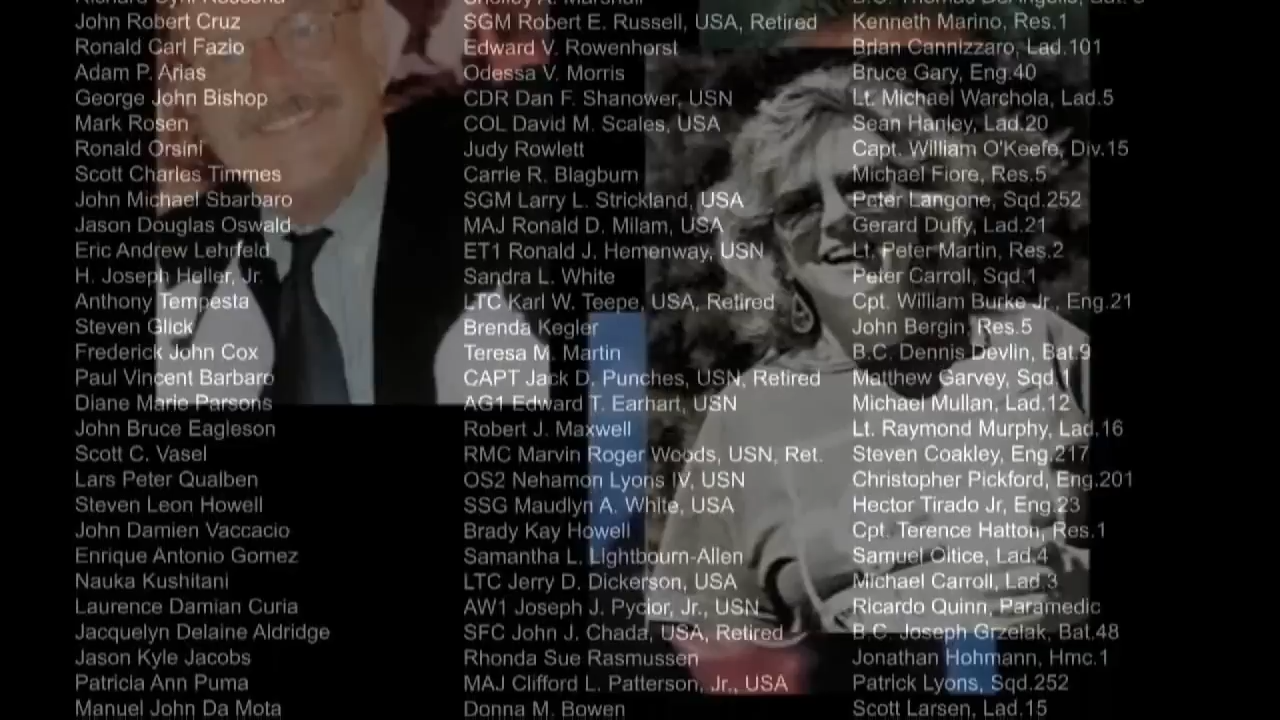 John Robert Cruz
Ronald Carl Fazio
Adam P. Arias
George John Bishop
Mark Rosen
Ronald Orsini
Scott Charles Timmes
John Michael Sbarbaro
Jason Douglas Oswald
Eric Andrew Lehrfeld
H. Joseph Heller, Jr.
Anthony Tempesta
Steven Glick
Frederick John Cox
Paul Vincent Barbaro
Diane Marie Parsons
John Bruce Eagleson
Scott C. Vasel
Lars Peter Qualben
Steven Leon Howell
John Damien Vaccacio
Enrique Antonio Gomez
Nauka Kushitani
Laurence Damian Curia
Jacquelyn Delaine Aldridge
Jason Kyle Jacobs
Patricia Ann Puma
Manuel John Da Mota
SGM Robert E. Russell, USA, Retired
Edward V. Rowenhorst
Odessa V. Morris
CDR Dan F. Shanower, USN
COL David M. Scales, USA
Judy Rowlett
Carrie R. Blagburn
SGM Larry L. Strickland, USA
MAJ Ronald D. Milam, USA
ET1 Ronald J. Hemenway, USN
Sandra L. White
LTC Karl W. Teepe, USA, Retired
Brenda Kegler
Teresa M. Martin
CAPT Jack D. Punches, USN, Retired
AG1 Edward T. Earhart, USN
Robert J. Maxwell
RMC Marvin Roger Woods, USN, Ret.
OS2 Nehamon Lyons IV, USN
SSG Maudlyn A. White, USA
Brady Kay Howell
Samantha L. Lightbourn-Allen
LTC Jerry D. Dickerson, USA
AW1 Joseph J. Pycior, Jr., USN
SFC John J. Chada, USA, Retired
Rhonda Sue Rasmussen
MAJ Clifford L. Patterson, Jr., USA
Donna M. Bowen
Kenneth Marino, Res.1
Brian Cannizzaro, Lad.101
Bruce Gary, Eng.40
Lt. Michael Warchola, Lad.5
Sean Hanley, Lad.20
Capt. William O'Keefe, Div.15
Michael Fiore, Res.5
Peter Langone, Sqd.252
Gerard Duffy, Lad.21
Lt. Peter Martin, Res.2
Peter Carroll, Sqd.1
Cpt. William Burke Jr., Eng.21
John Bergin, Res.5
B.C. Dennis Devlin, Bat.9
Matthew Garvey, Sqd.1
Michael Mullan, Lad.12
Lt. Raymond Murphy, Lad.16
Steven Coakley, Eng.217
Christopher Pickford, Eng.201
Hector Tirado Jr, Eng.23
Cpt. Terence Hatton, Res.1
Samuel Oitice, Lad.4
Michael Carroll, Lad.3
Ricardo Quinn, Paramedic
B.C. Joseph Grzelak, Bat.48
Jonathan Hohmann, Hmc.1
Patrick Lyons, Sqd.252
Scott Larsen, Lad.15